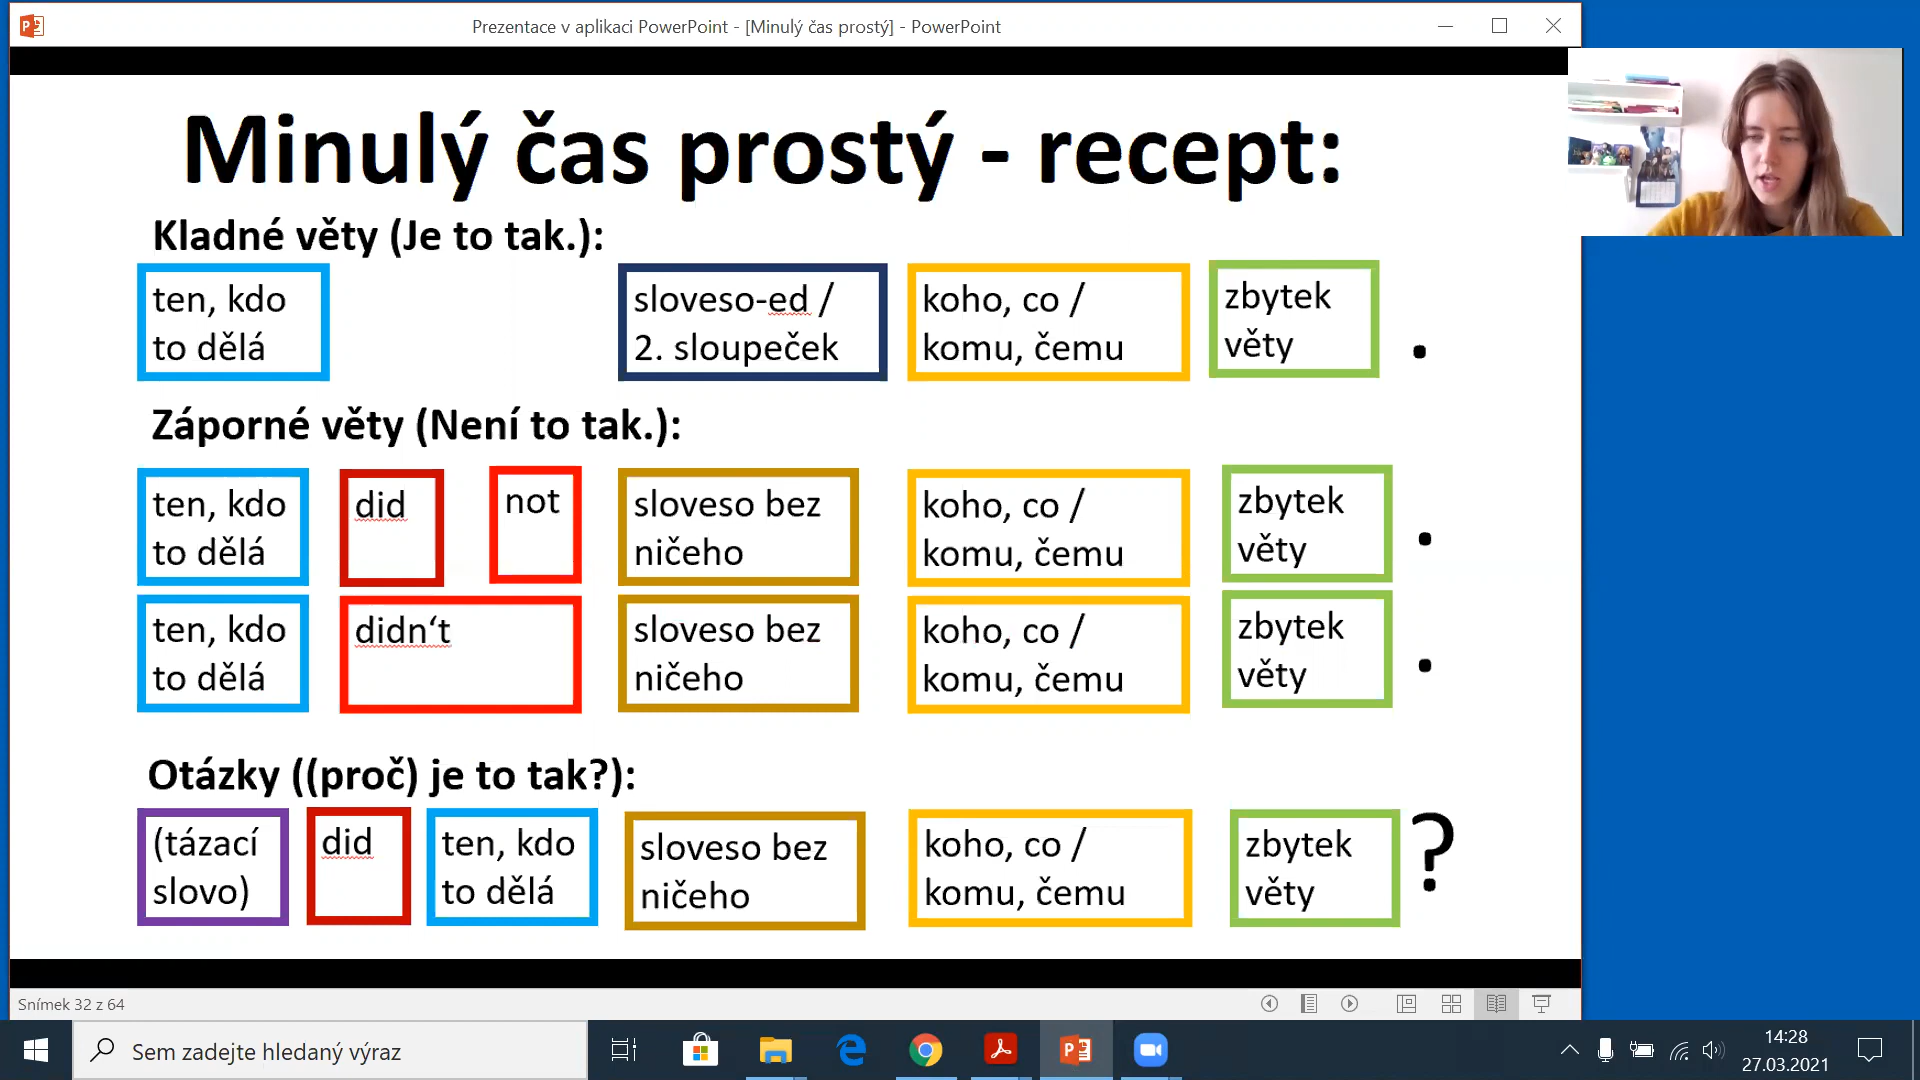 Prezentace v aplikaci PowerPoint - [Minulý čas prostý] - PowerPoint
Minulý čas prostý - recept:
Kladné věty (Je to tak.):
ten, kdo
to dělá
sloveso-ed /
2. sloupeček
koho, co /
komu, čemu
zbytek
věty
.
Záporné věty (Není to tak.):
ten, kdo
to dělá
did
not
sloveso bez
ničeho
koho, co /
komu, čemu
zbytek
věty
.
ten, kdo
to dělá
didn‘t
sloveso bez
ničeho
koho, co /
komu, čemu
zbytek
věty
.
Otázky ((proč) je to tak?):
(tázací
slovo)
did
ten, kdo
to dělá
sloveso bez
ničeho
koho, co /
komu, čemu
zbytek
věty
?
Snímek 32 z 64
Sem zadejte hledaný výraz
14:28
27.03.2021